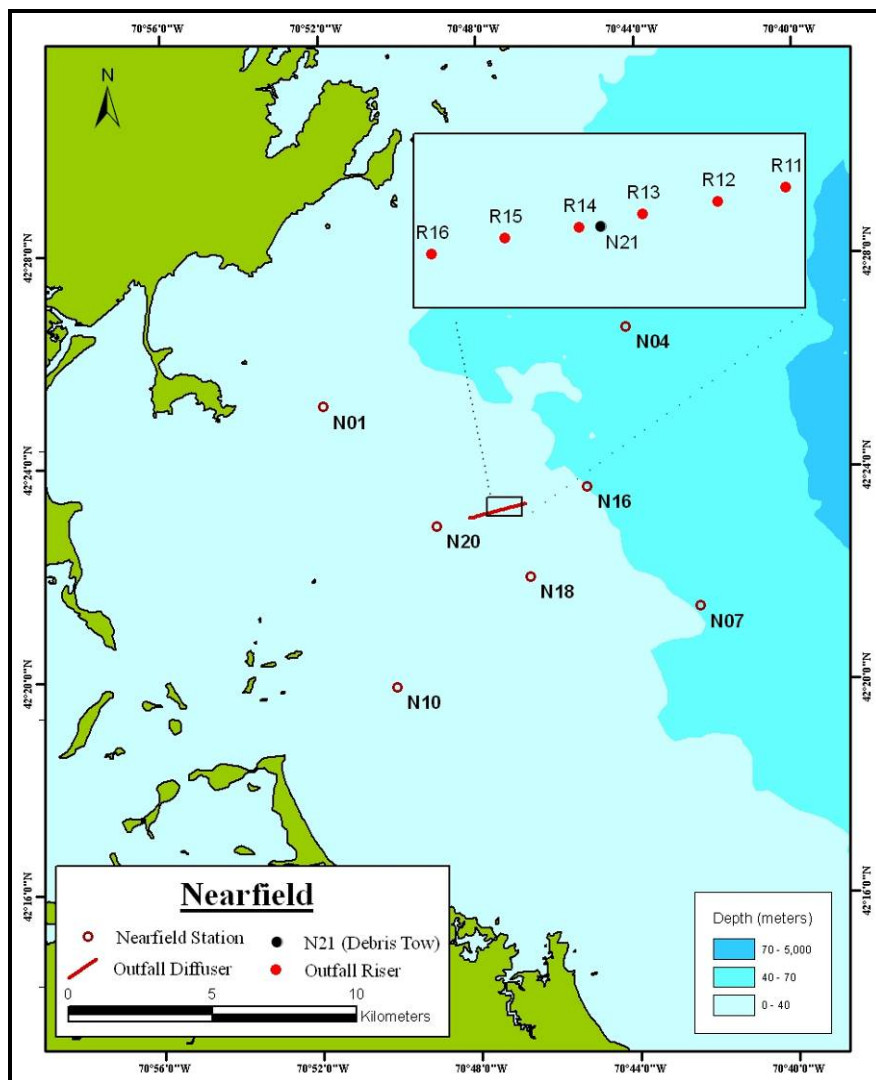 70°56'0"W 70°52'0"W 70°48'0"W 70°44'0"W 70°40'0"W
N
R11
R12
R13
R14
R15
R16
N21
42°28'0"N 42°28'0"N
N04
N01
42°24'0"N 42°24'0"N
N16
N20
N18
N07
42°20'0"N 42°20'0"N
N10
Nearfield
Nearfield Station N21 (Debris Tow)
Outfall Diffuser Outfall Riser
0 5 10
Kilometers
42°16'0"N 42°16'0"N
Depth (meters)
70 - 5,000
40 - 70
0 - 40
70°56'0"W 70°52'0"W 70°48'0"W 70°44'0"W 70°40'0"W